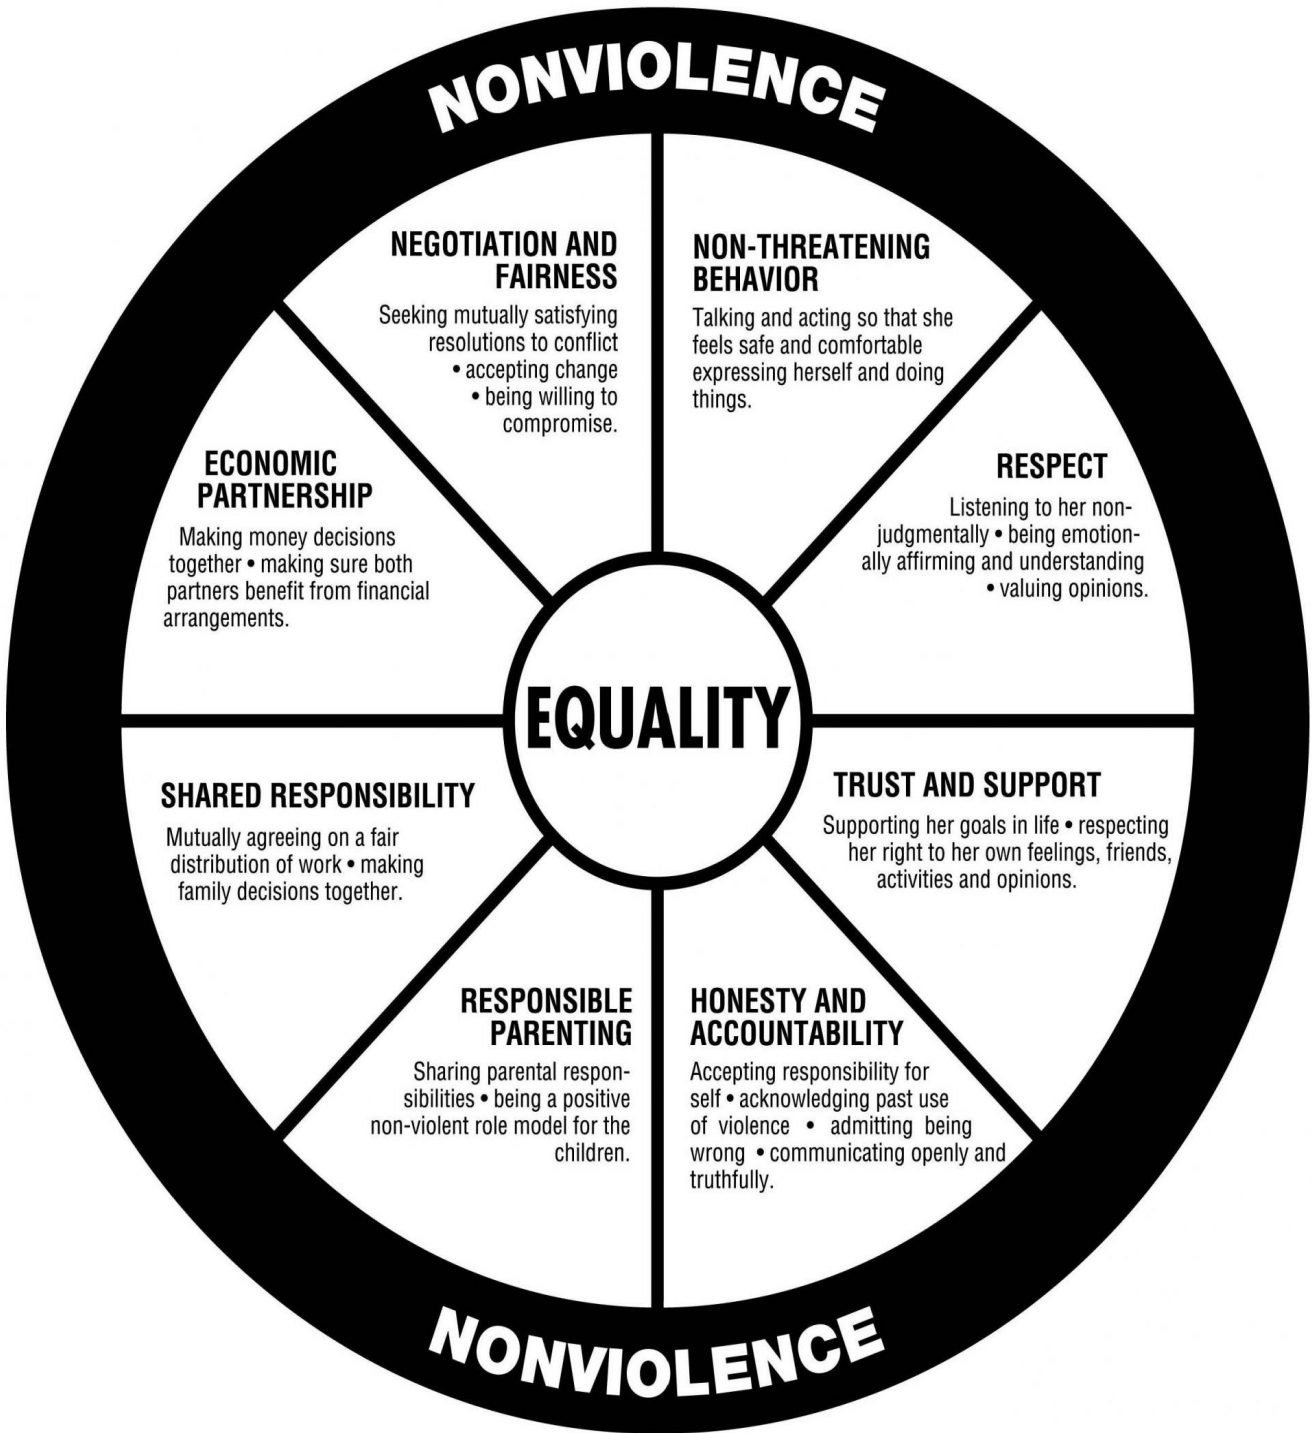 NONVIOLENCE
NEGOTIATION AND
FAIRNESS
Seeking mutually satisfying
resolutions to conflict
• accepting change
• being willing to
compromise.
NON-THREATENING
BEHAVIOR
Talking and acting so that she
feels safe and comfortable
expressing herself and doing
things.
ECONOMIC
PARTNERSHIP
Making money decisions
together • making sure both
partners benefit from financial
arrangements.
RESPECT
Listening to her non-
judgmentally • being emotion-
ally affirming and understanding
• valuing opinions.
EQUALITY
SHARED RESPONSIBILITY
Mutually agreeing on a fair
distribution of work • making
family decisions together.
TRUST AND SUPPORT
Supporting her goals in life • respecting
her right to her own feelings, friends,
activities and opinions.
RESPONSIBLE
PARENTING
Sharing parental respon-
sibilities • being a positive
non-violent role model for the
children.
HONESTY AND
ACCOUNTABILITY
Accepting responsibility for
self • acknowledging past use
of violence • admitting being
wrong • communicating openly and
truthfully.
NONVIOLENCE